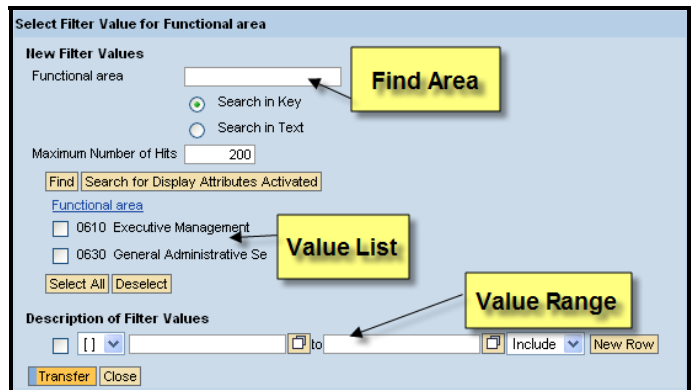 Select Filter Value for Functional area
New Filter Values
Functional area
Find Area
Search in Key
Search in Text
Maximum Number of Hits 200
Find Search for Display Attributes Activated
Functional area
0610 Executive Management
0630 General Administrative Se
Value List
Select All Deselect
Value Range
Description of Filter Values
[ ] to Include New Row
Transfer Close